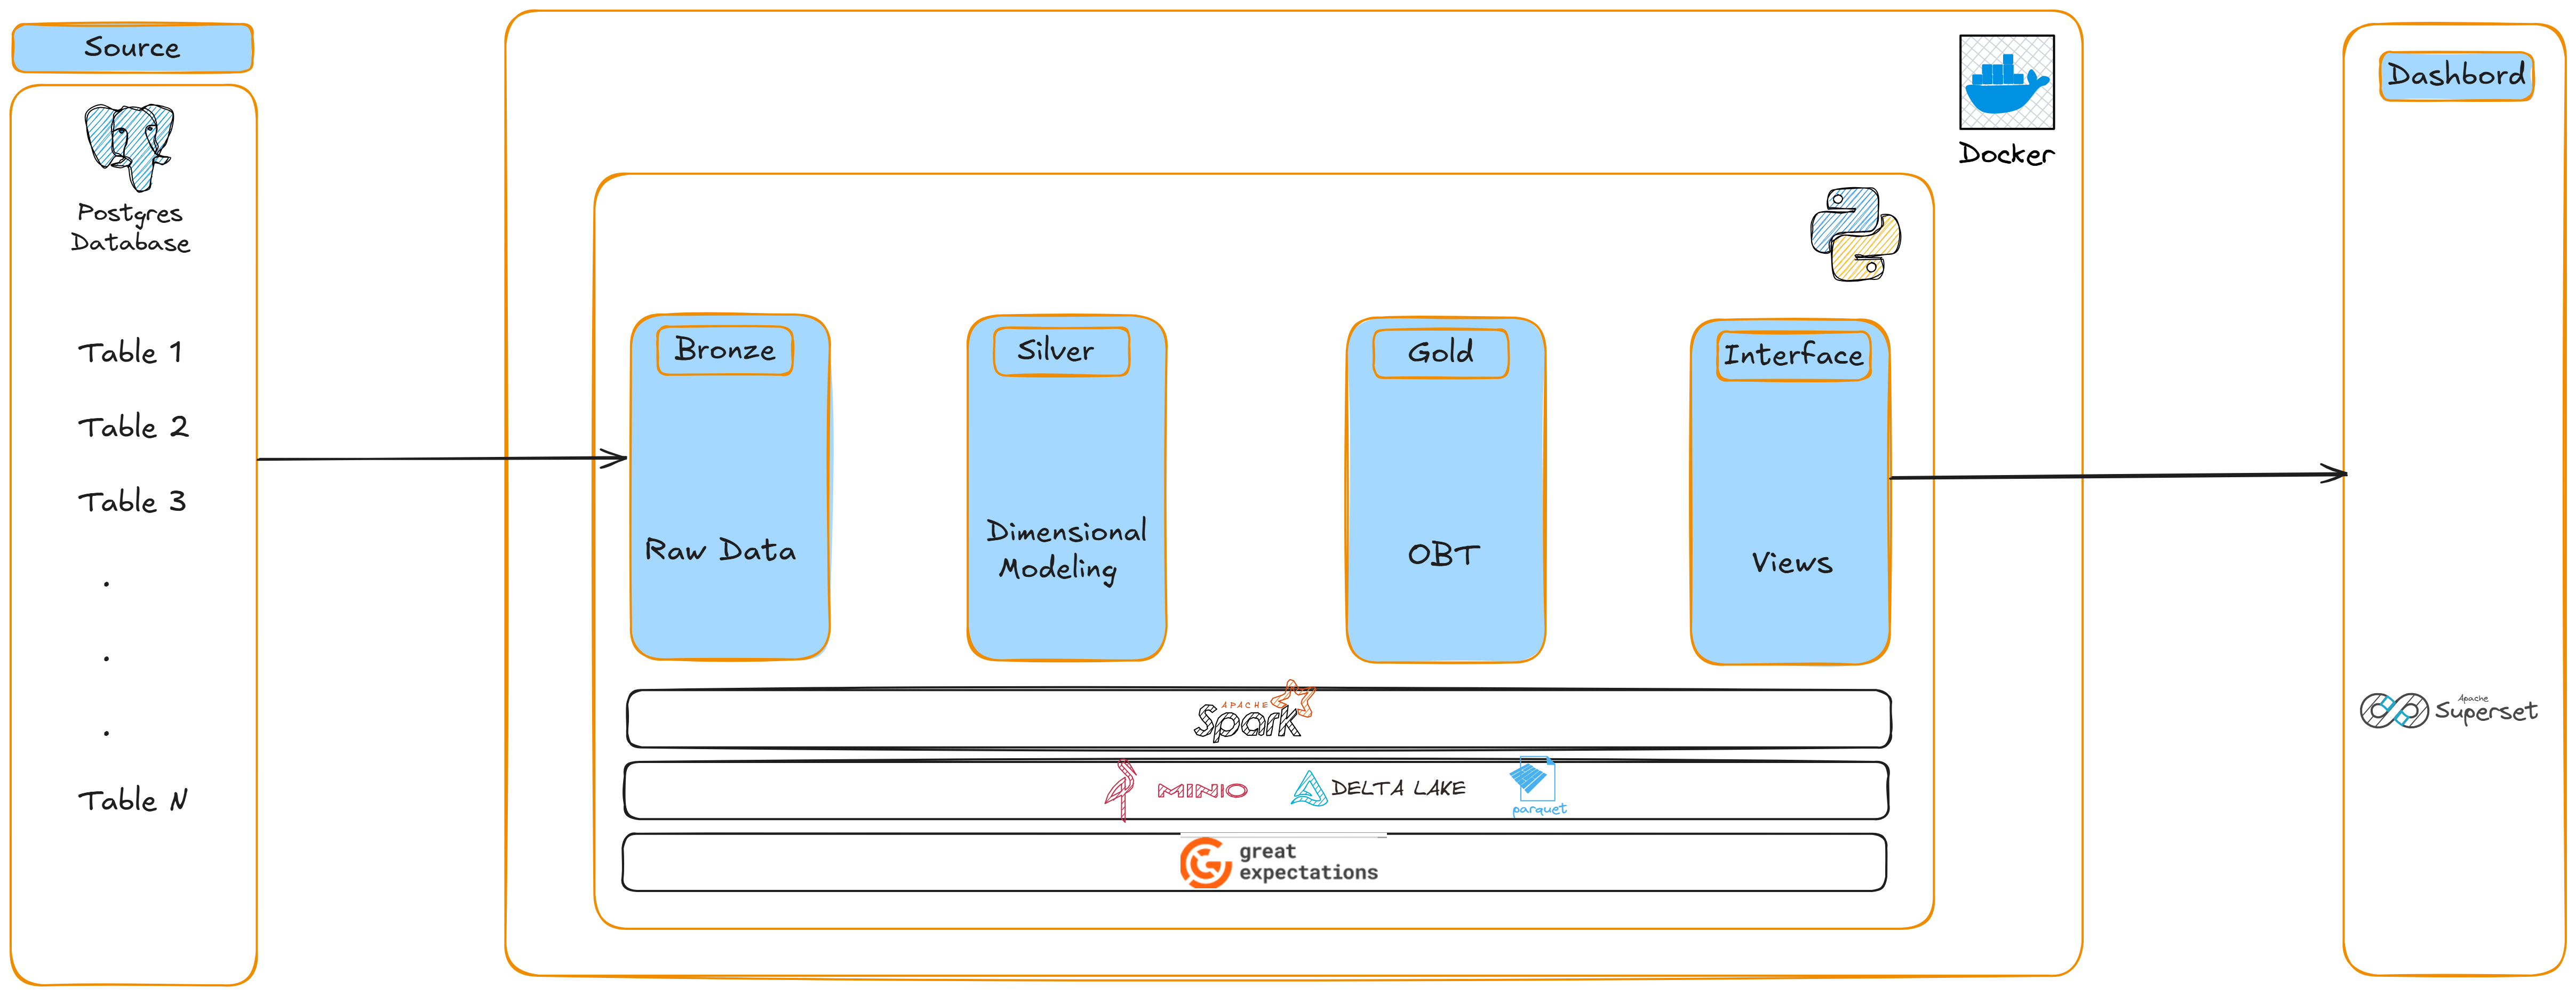 Source
Postgres
Database
Table 1
Table 2
Table 3
.
.
.
Table N
Docker
Bronze
Raw Data
Silver
Dimensional
Modeling
Gold
OBT
Interface
Views
APACHE
Spark
MINIO
DELTA LAKE
parquet
great
expectations
Dashbord
Apache
Superset